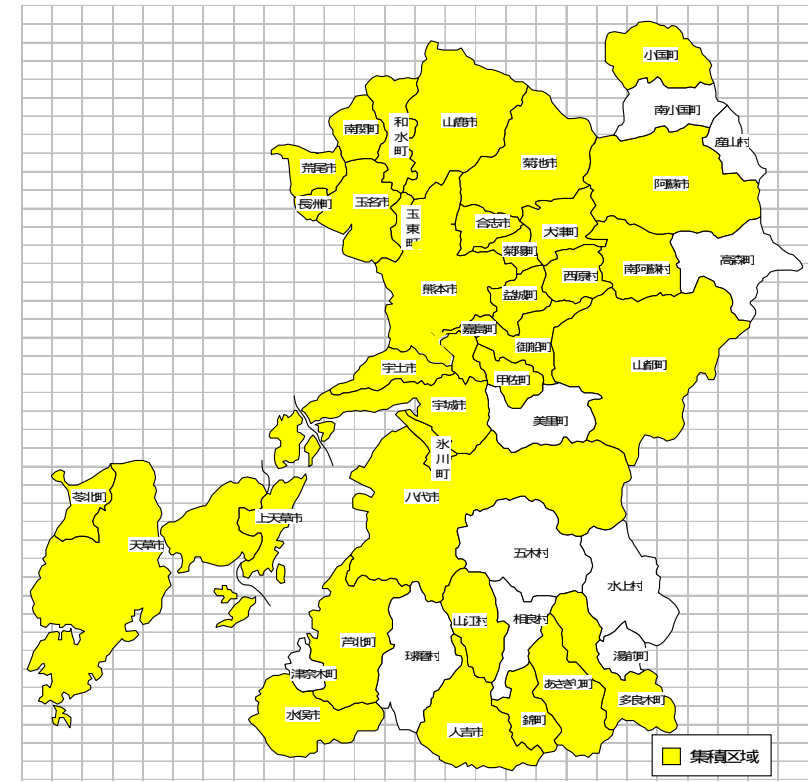 小国町
南小国町
産山村
山鹿市
和水町
南関町
菊池市
荒尾市
阿蘇市
長洲町
玉名市
玉東町
合志市
大津町
菊陽町
高森町
西原村
南阿蘇村
熊本市
益城町
嘉島町
御船町
山都町
宇土市
甲佐町
宇城市
美里町
氷川町
八代市
苓北町
上天草市
天草市
五木村
水上村
山江村
相良村
芦北町
球磨村
湯前町
津奈木町
あさぎり町
多良木町
水俣市
錦町
人吉市
集積区域